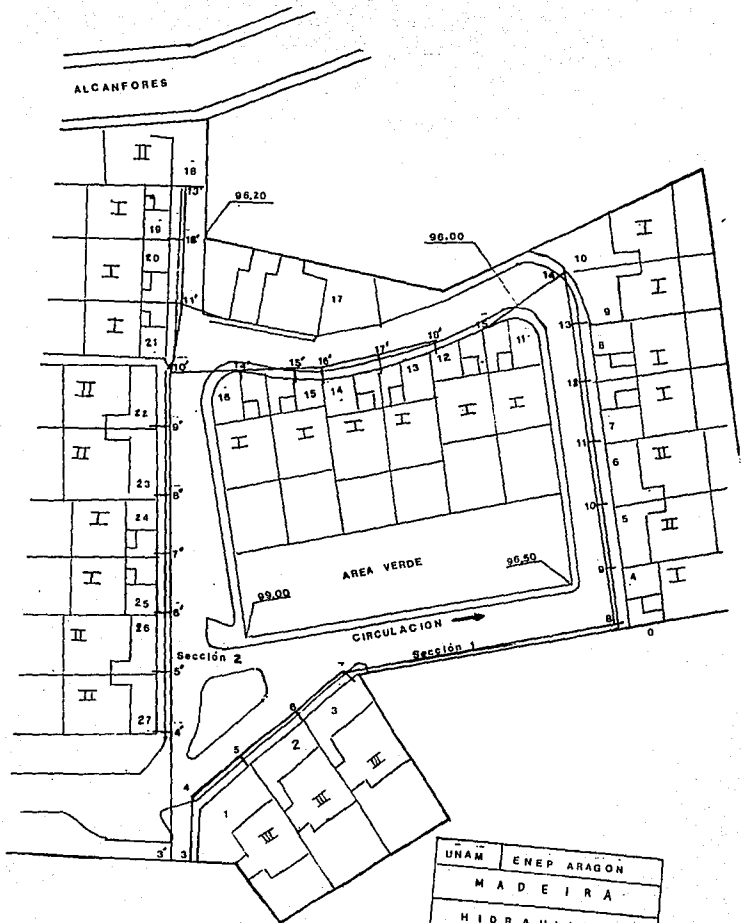 ALCANFORES
II
18
13'
I
19
96.20
18'
20
I
11'
I
21
17
96.00
10
14
I
9
13
I
8
12
I
7
11
6
II
10
5
II
9
4
I
8
0
10'
14'
15'
16'
17'
18'
15
11
12
13
14
15
16
I
I
I
I
I
I
II
22
9'
II
23
8'
I
24
7'
I
25
6'
II
26
5'
II
27
4'
AREA VERDE
99.00
96.50
CIRCULACION
Sección 1
Sección 2
7
6
3
5
2
4
1
III
III
III
3'
3
UNAM ENEP ARAGON
MADEIRA